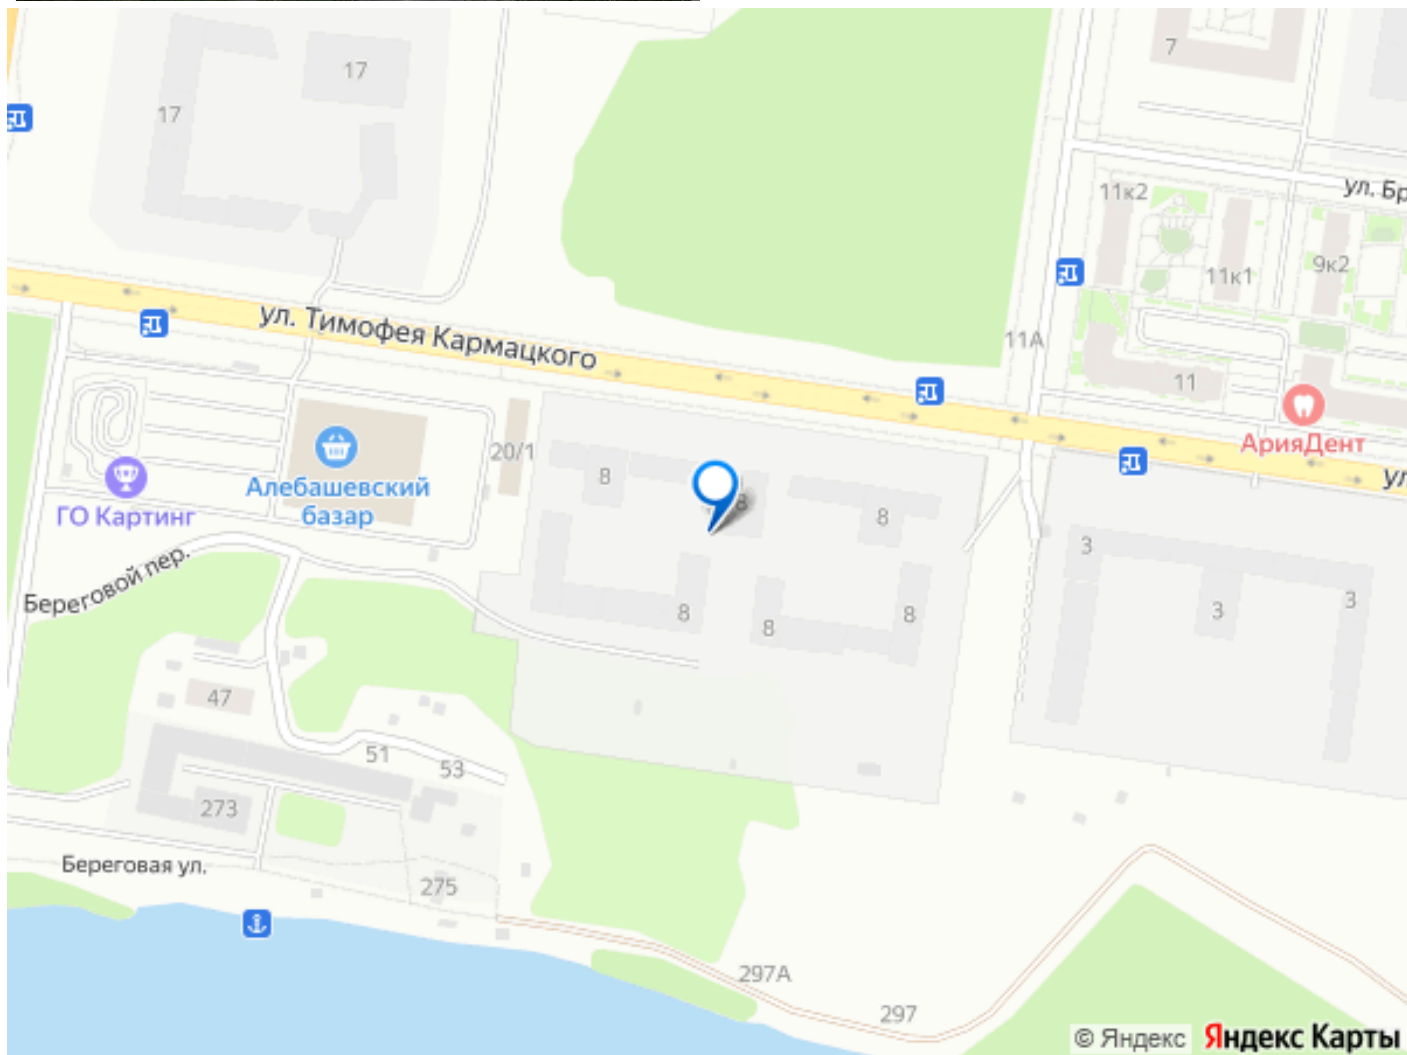 17
7
17
ул. Бр
11к2
11к1
9к2
ул. Тимофея Кармацкого
11А
11
АрияДент
20/1
Алебашевский
базар
ГО Картинг
8
8
8
ул
3
Береговой пер.
8
8
8
3
3
47
51
53
273
Береговая ул.
275
297А
297
© Яндекс Яндекс Карты